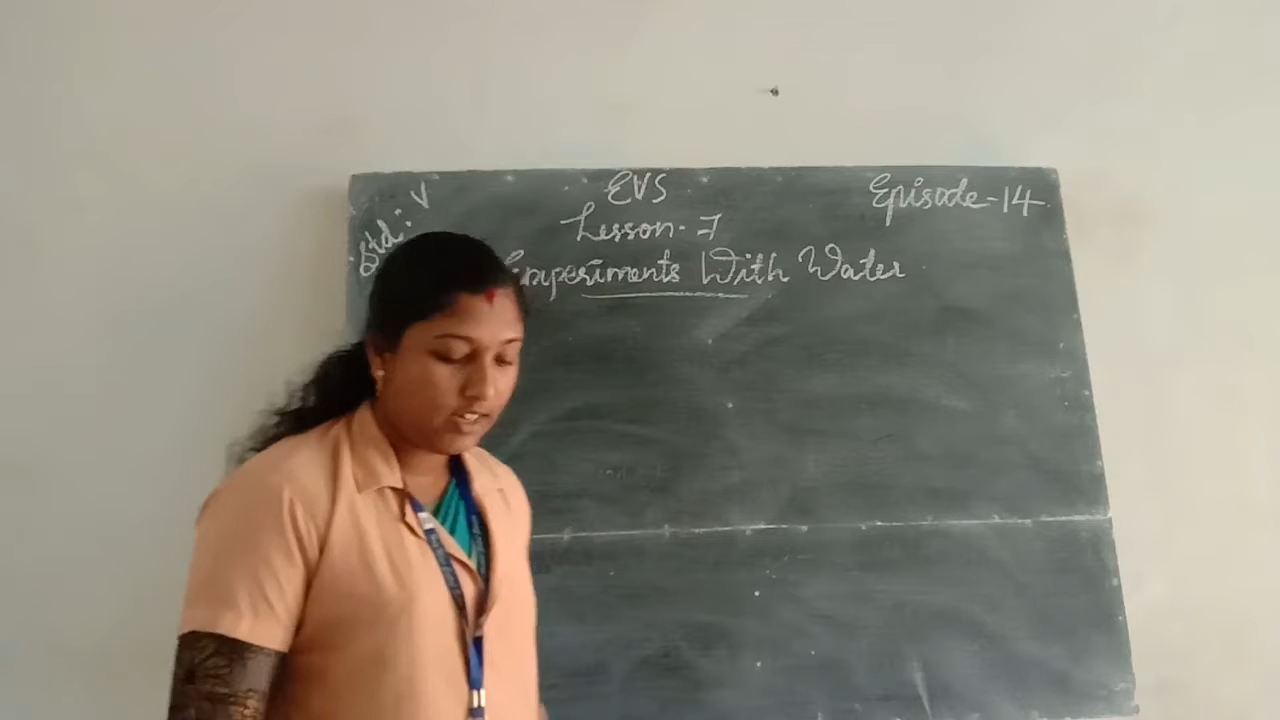 Std: V
EVS
Episode-14
Lesson-7
Experiments With Water